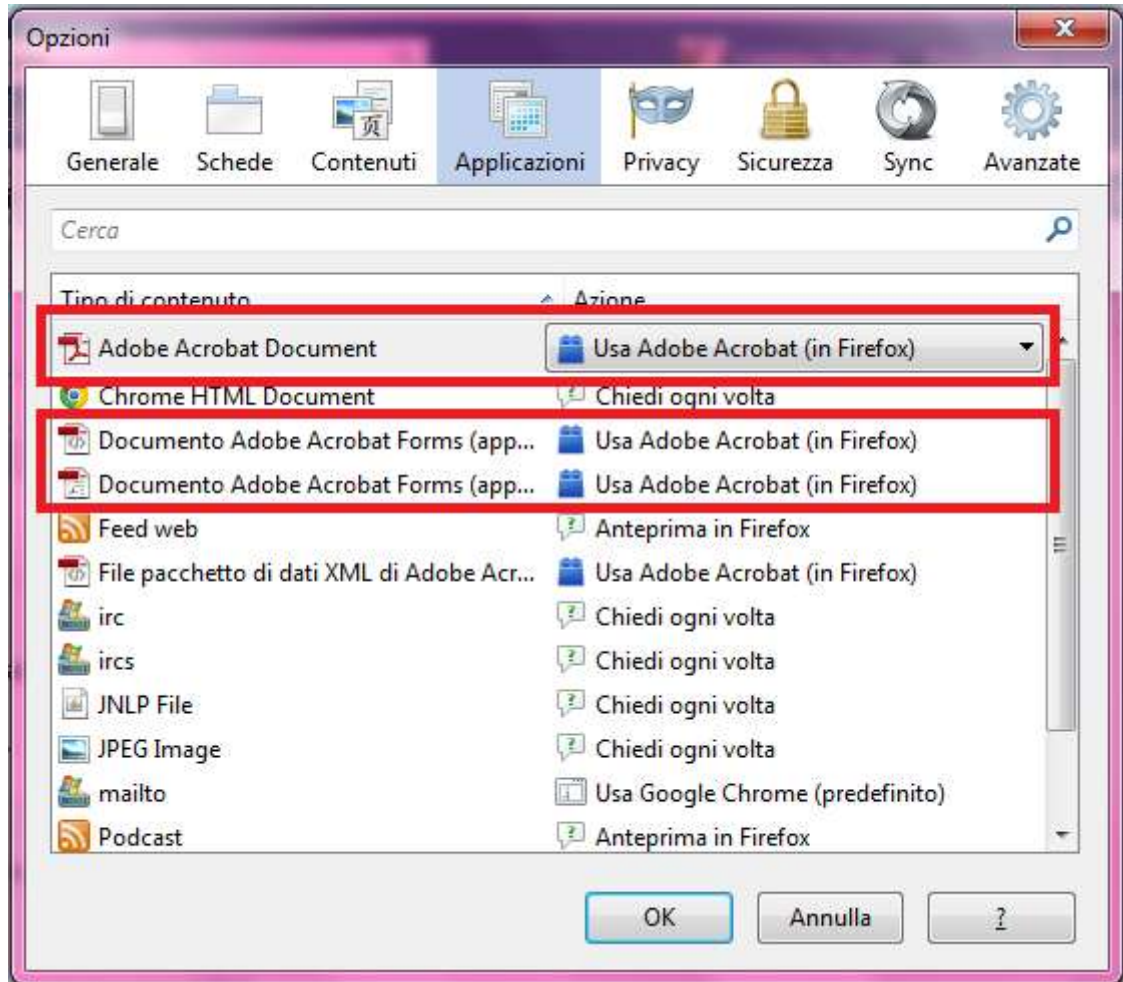 Opzioni
页
Generale Schede Contenuti Applicazioni Privacy Sicurezza Sync Avanzate
Cerca
Tipo di contenuto Azione
Adobe Acrobat Document Usa Adobe Acrobat (in Firefox)
Chrome HTML Document Chiedi ogni volta
Documento Adobe Acrobat Forms (app... Usa Adobe Acrobat (in Firefox)
Documento Adobe Acrobat Forms (app... Usa Adobe Acrobat (in Firefox)
Feed web Anteprima in Firefox
File pacchetto di dati XML di Adobe Acr... Usa Adobe Acrobat (in Firefox)
irc Chiedi ogni volta
ircs Chiedi ogni volta
JNLP File Chiedi ogni volta
JPEG Image Chiedi ogni volta
mailto Usa Google Chrome (predefinito)
Podcast Anteprima in Firefox
OK Annulla ?